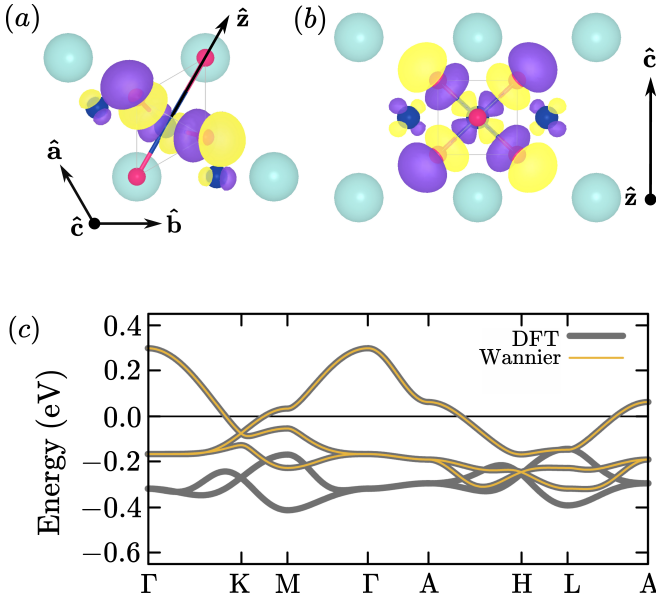 (a)
ẑ
â
ĉ
b̂
(b)
ĉ
ẑ
(c)
Energy (eV)
0.4
0.2
0.0
−0.2
−0.4
−0.6
DFT
Wannier
Γ K M Γ A H L A